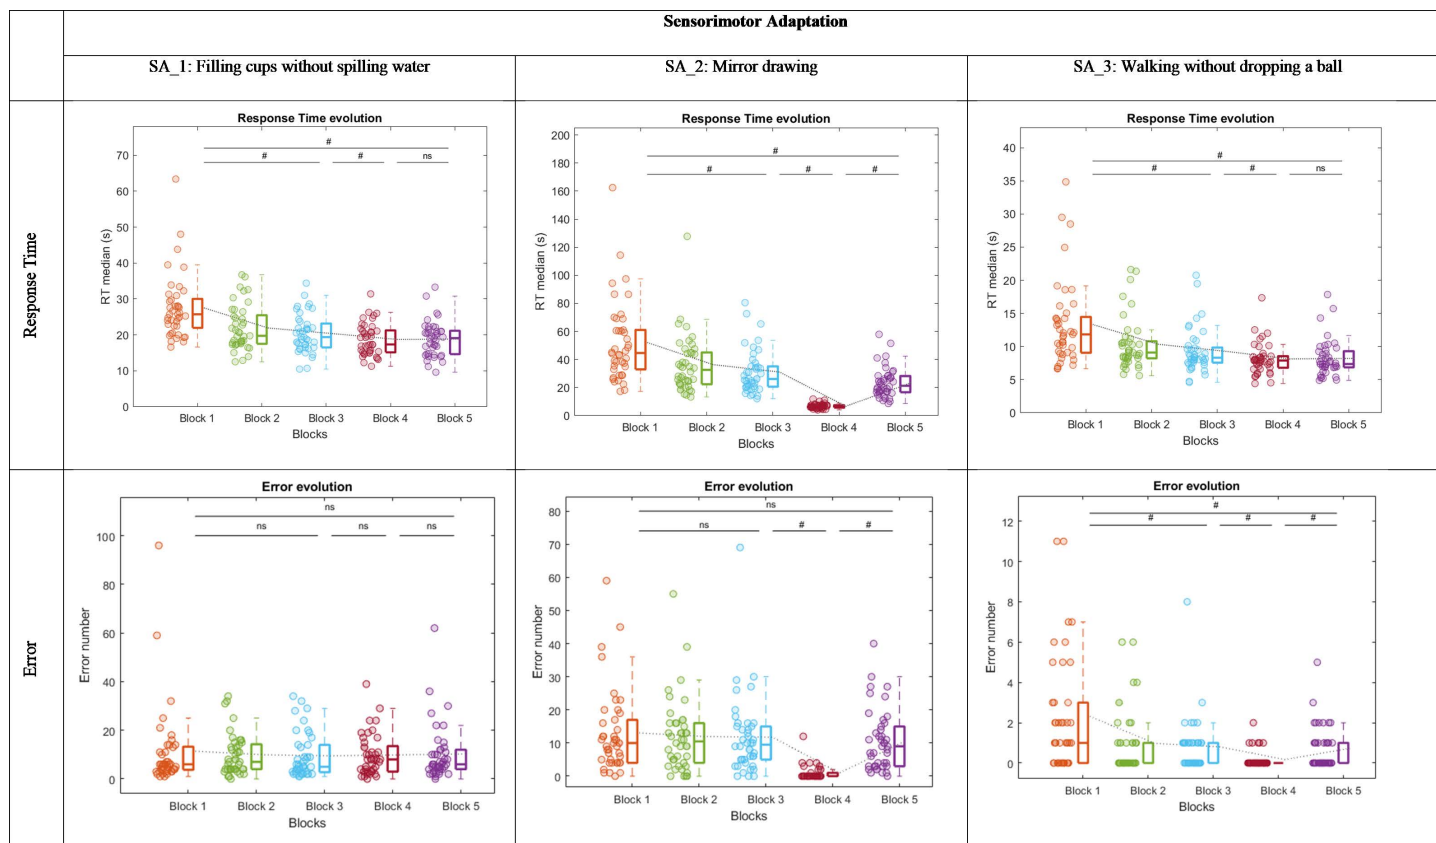 Sensorimotor Adaptation
SA_1: Filling cups without spilling water
SA_2: Mirror drawing
SA_3: Walking without dropping a ball
Response Time
Response Time evolution
#
# # ns
RT median (s)
70
60
50
40
30
20
10
0
Block 1 Block 2 Block 3 Block 4 Block 5
Blocks
Response Time evolution
#
# # #
RT median (s)
200
180
160
140
120
100
80
60
40
20
0
Block 1 Block 2 Block 3 Block 4 Block 5
Blocks
Response Time evolution
#
# # ns
RT median (s)
40
35
30
25
20
15
10
5
0
Block 1 Block 2 Block 3 Block 4 Block 5
Blocks
Error
Error evolution
ns
ns ns ns
Error number
100
80
60
40
20
0
Block 1 Block 2 Block 3 Block 4 Block 5
Blocks
Error evolution
ns
ns # #
Error number
80
70
60
50
40
30
20
10
0
Block 1 Block 2 Block 3 Block 4 Block 5
Blocks
Error evolution
#
# # #
Error number
12
10
8
6
4
2
0
Block 1 Block 2 Block 3 Block 4 Block 5
Blocks